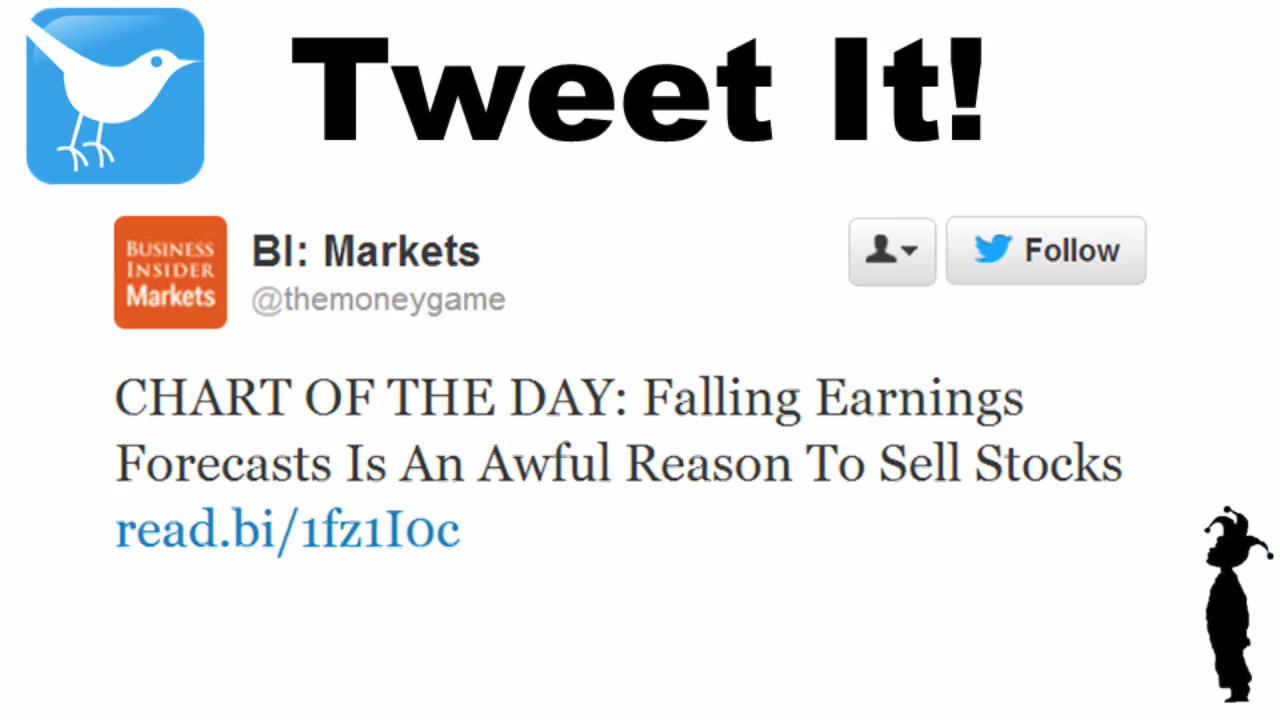 Tweet It!
BUSINESS
INSIDER
Markets
BI: Markets
@themoneygame
Follow
CHART OF THE DAY: Falling Earnings
Forecasts Is An Awful Reason To Sell Stocks
read.bi/1fz1I0c